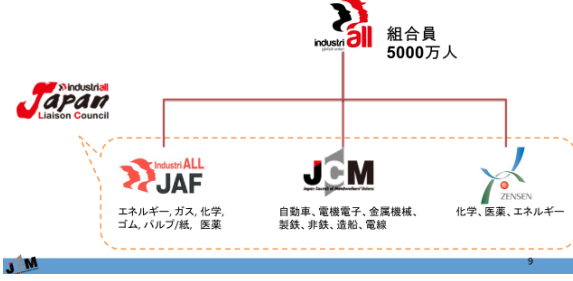 industriall
global union
組合員
5000万人
industriall
Japan
Liaison Council
IndustriALL
JAF
JCM
Japan Council of Metalworkers' Unions
ZENSEN
エネルギー, ガス, 化学,
ゴム, パルプ/紙, 医薬
自動車、電機電子、金属機械、
製鉄、非鉄、造船、電線
化学、医薬、エネルギー
JCM
9